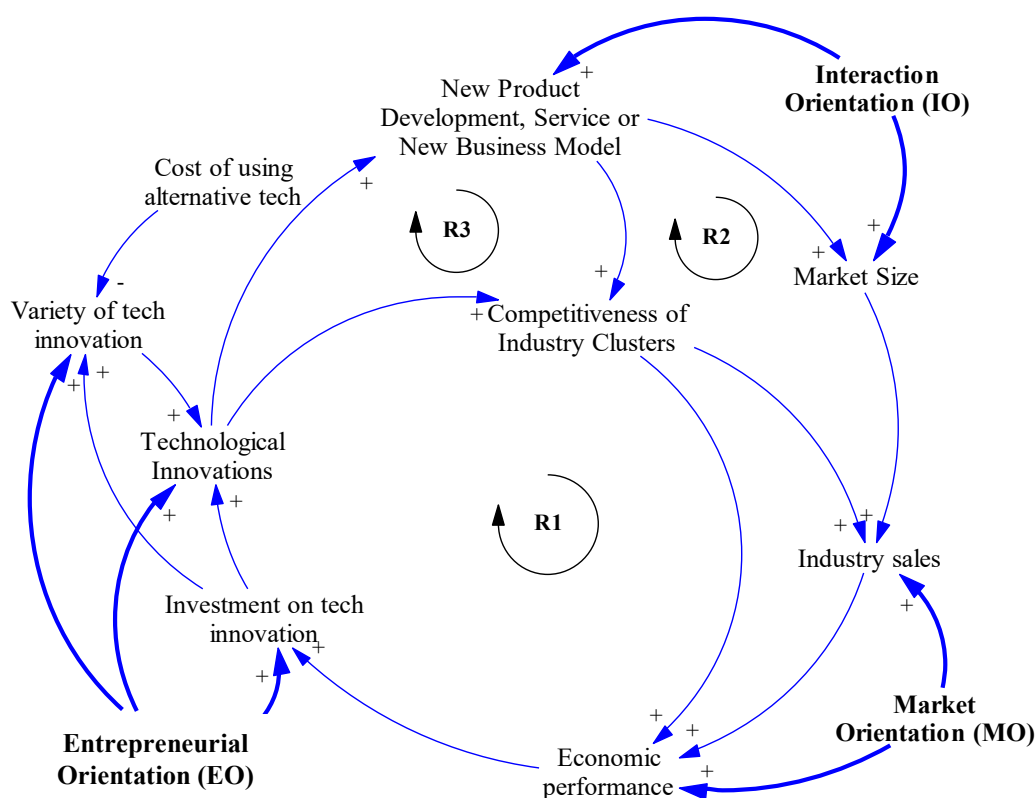 Interaction
Orientation (IO)
+
New Product
Development, Service or
New Business Model
Cost of using
alternative tech
+
R3
R2
+
+
-
+
Market Size
Variety of tech
innovation
+
Competitiveness of
Industry Clusters
+
+
+
Technological
Innovations
+
+
R1
+
+
Industry sales
Investment on tech
innovation
+
+
+
Market
Orientation (MO)
Entrepreneurial
Orientation (EO)
+
+
Economic
performance
+